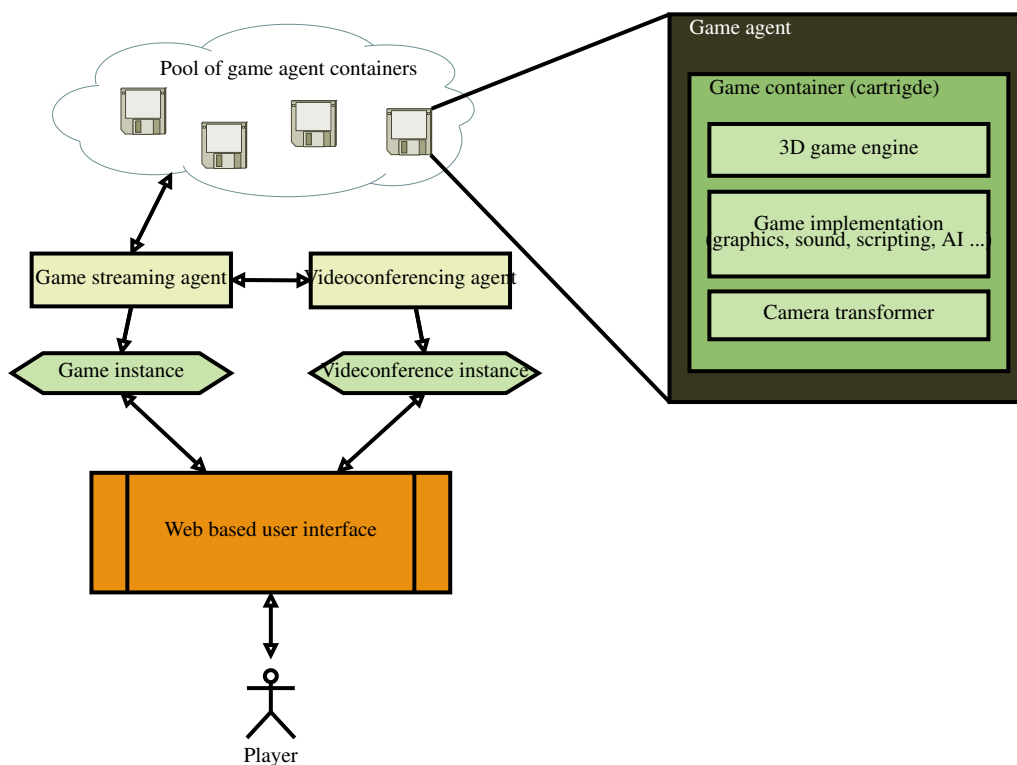 Pool of game agent containers
Game agent
Game container (cartrigde)
3D game engine
Game implementation
(graphics, sound, scripting, AI ...)
Camera transformer
Game streaming agent
Videoconferencing agent
Game instance
Videconference instance
Web based user interface
Player